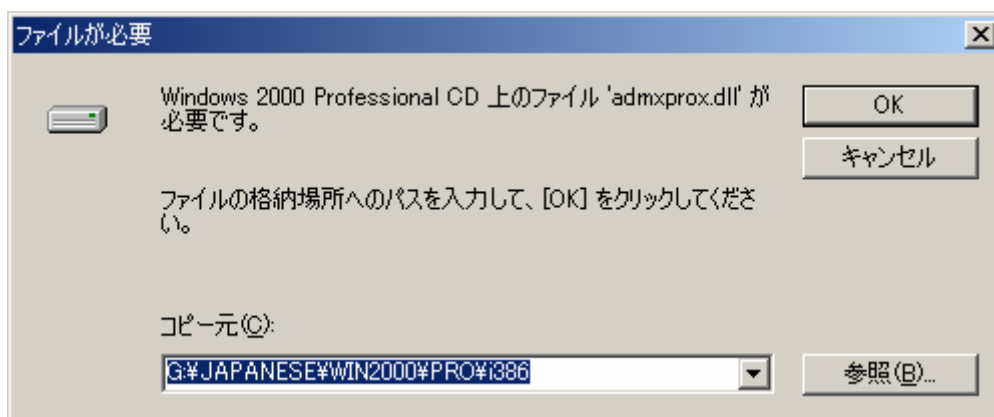 ファイルが必要
Windows 2000 Professional CD 上のファイル 'admxprox.dll' が
必要です。
OK
キャンセル
ファイルの格納場所へのパスを入力して、[OK] をクリックしてくださ
い。
コピー元(C):
G:¥JAPANESE¥WIN2000¥PRO¥i386
参照(B)...